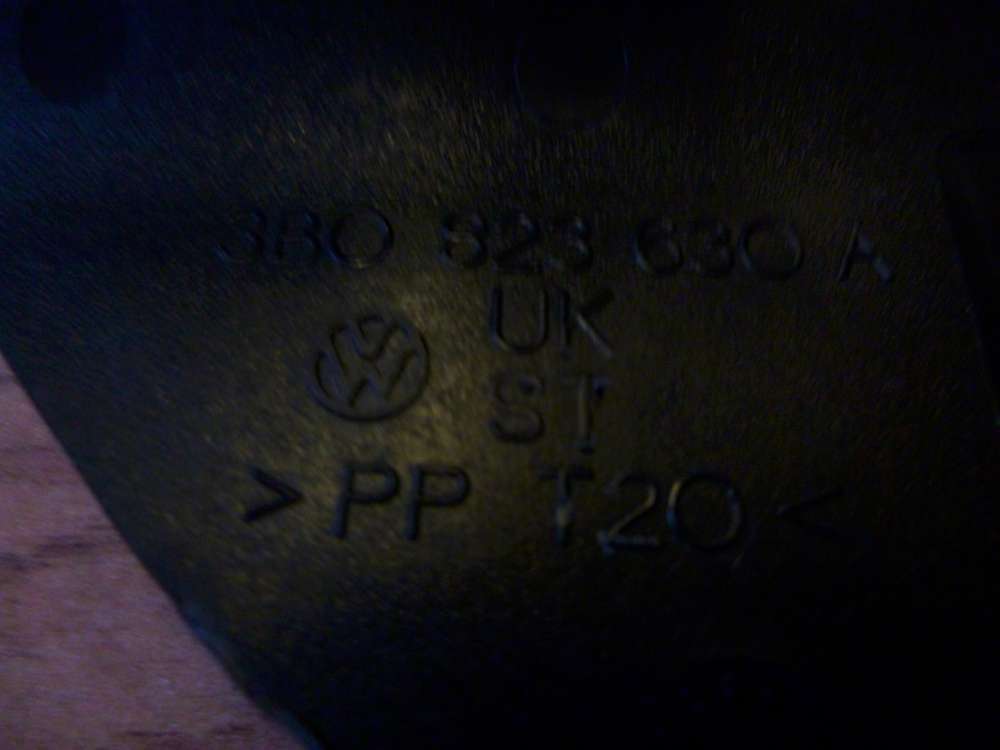 3B0 823 630 A
UK
ST
>PP T20<